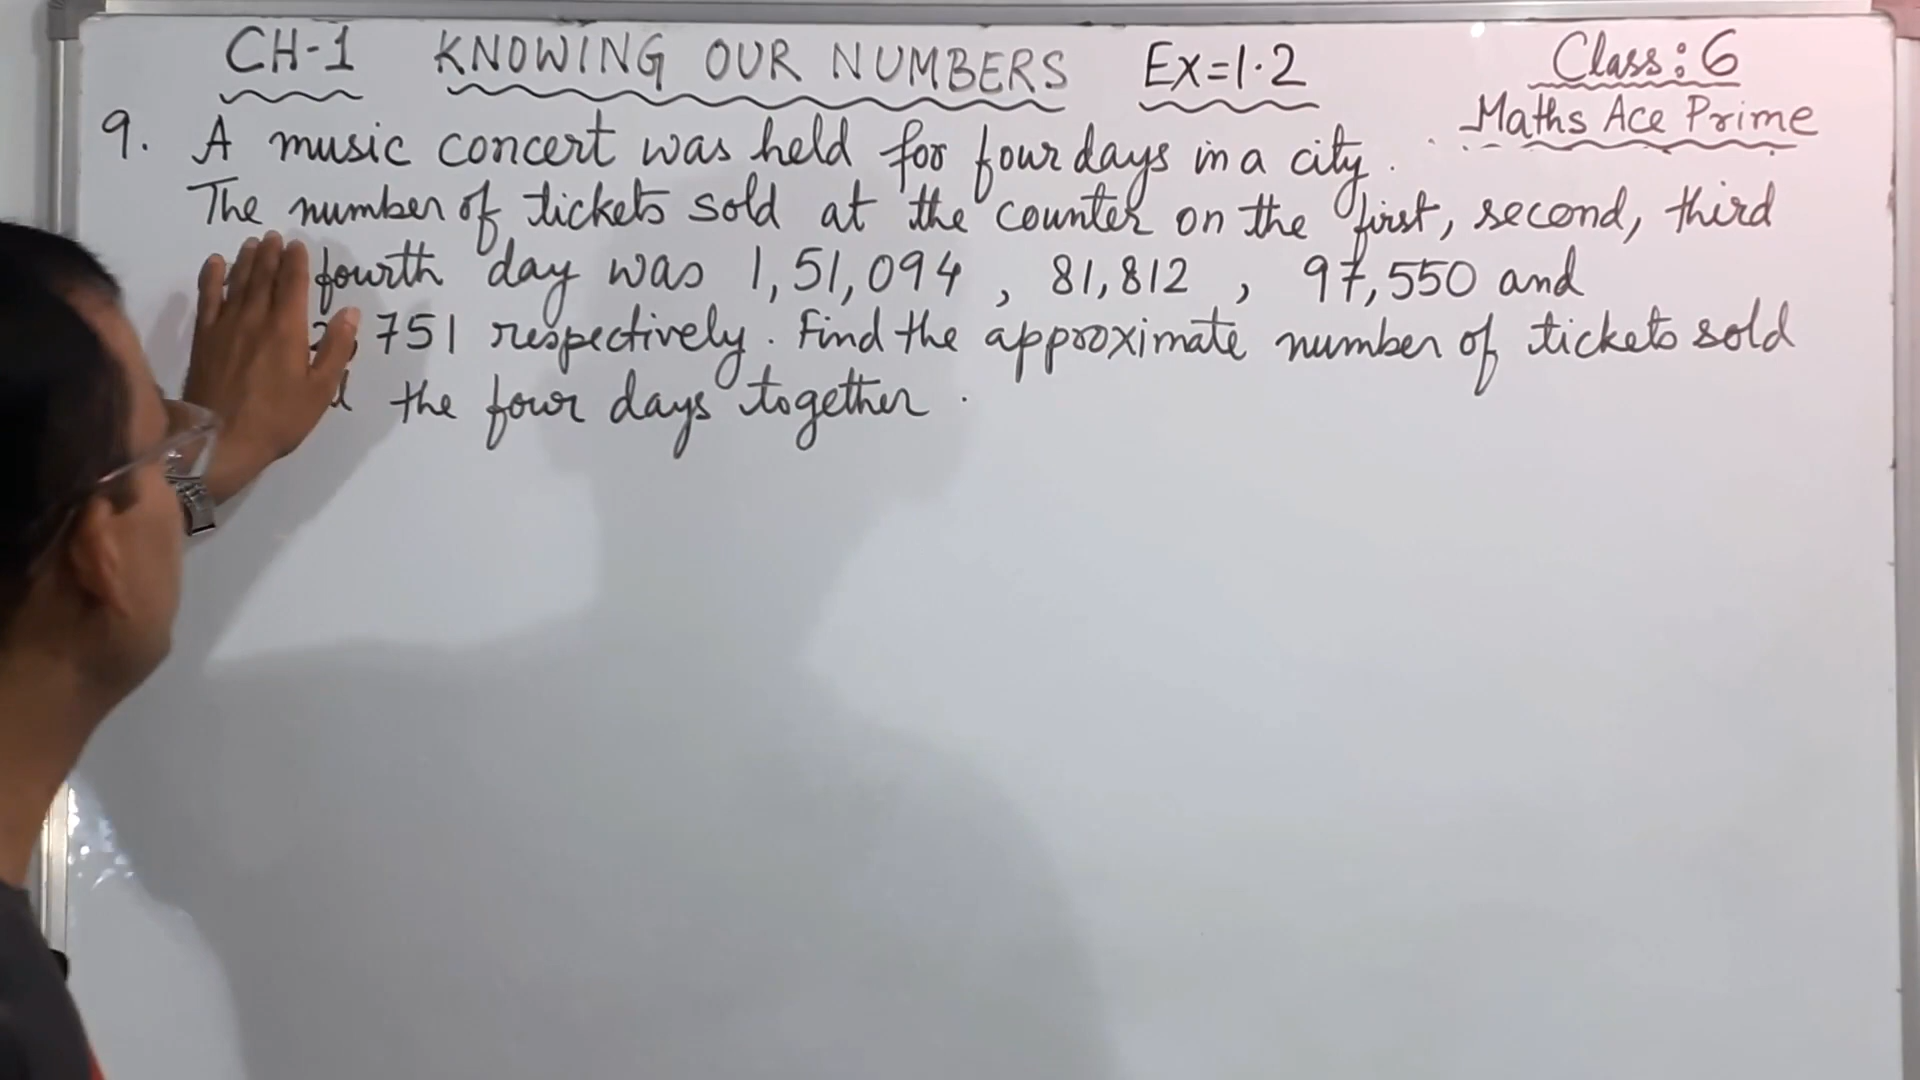 CH-1 KNOWING OUR NUMBERS Ex=1.2 Class: 6
Maths Ace Prime
9. A music concert was held for four days in a city.
The number of tickets sold at the counter on the first, second, third
fourth day was 1,51,094, 81,812, 97,550 and
751 respectively. Find the approximate number of tickets sold
the four days together.